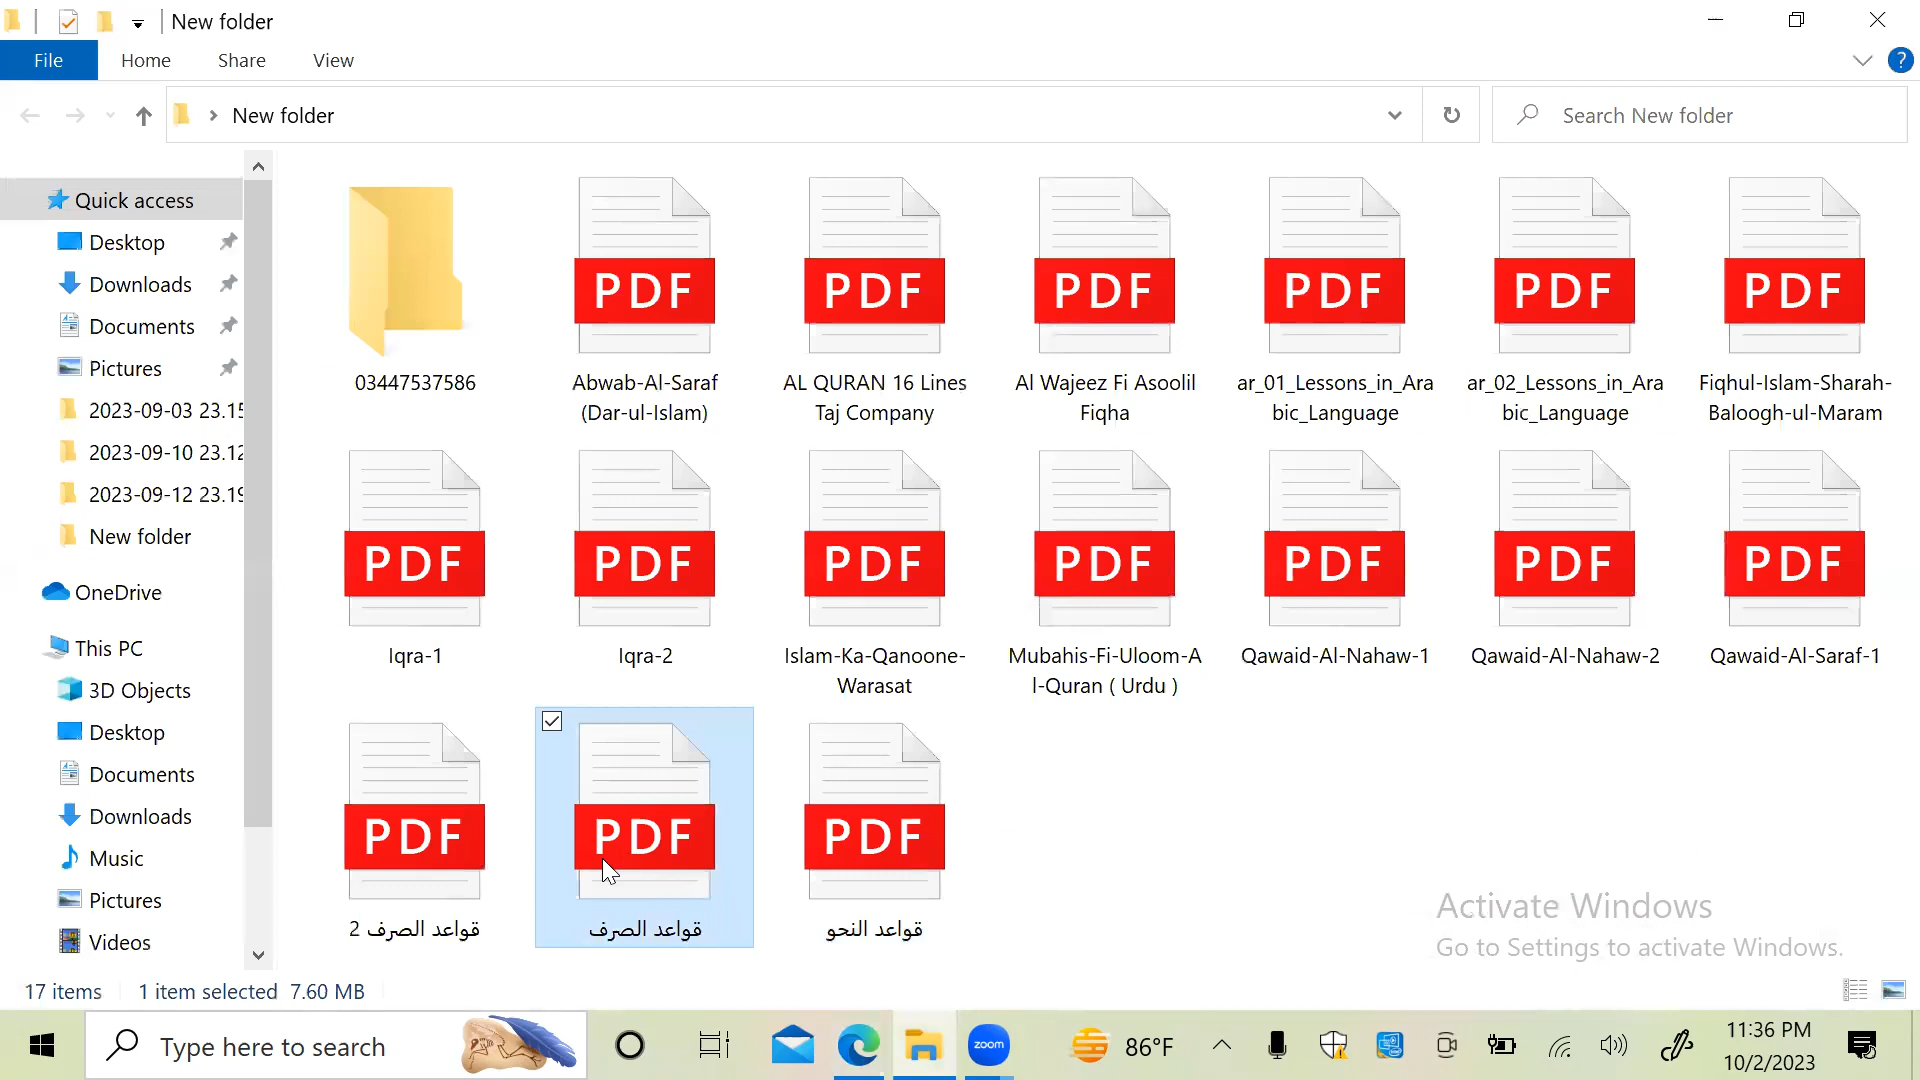 New folder
File
Home
Share
View
?
New folder
Search New folder
Quick access
Desktop
Downloads
Documents
Pictures
2023-09-03 23.15
2023-09-10 23.12
2023-09-12 23.19
New folder
OneDrive
This PC
3D Objects
Desktop
Documents
Downloads
Music
Pictures
Videos
03447537586
PDF
Abwab-Al-Saraf
(Dar-ul-Islam)
PDF
AL QURAN 16 Lines
Taj Company
PDF
Al Wajeez Fi Asoolil
Fiqha
PDF
ar_01_Lessons_in_Ara
bic_Language
PDF
ar_02_Lessons_in_Ara
bic_Language
PDF
Fiqhul-Islam-Sharah-
Baloogh-ul-Maram
PDF
Iqra-1
PDF
Iqra-2
PDF
Islam-Ka-Qanoone-
Warasat
PDF
Mubahis-Fi-Uloom-A
l-Quran ( Urdu )
PDF
Qawaid-Al-Nahaw-1
PDF
Qawaid-Al-Nahaw-2
PDF
Qawaid-Al-Saraf-1
PDF
قواعد الصرف 2
PDF
قواعد الصرف
PDF
قواعد النحو
Activate Windows
Go to Settings to activate Windows.
17 items
1 item selected 7.60 MB
Type here to search
zoom
86°F
11:36 PM
10/2/2023